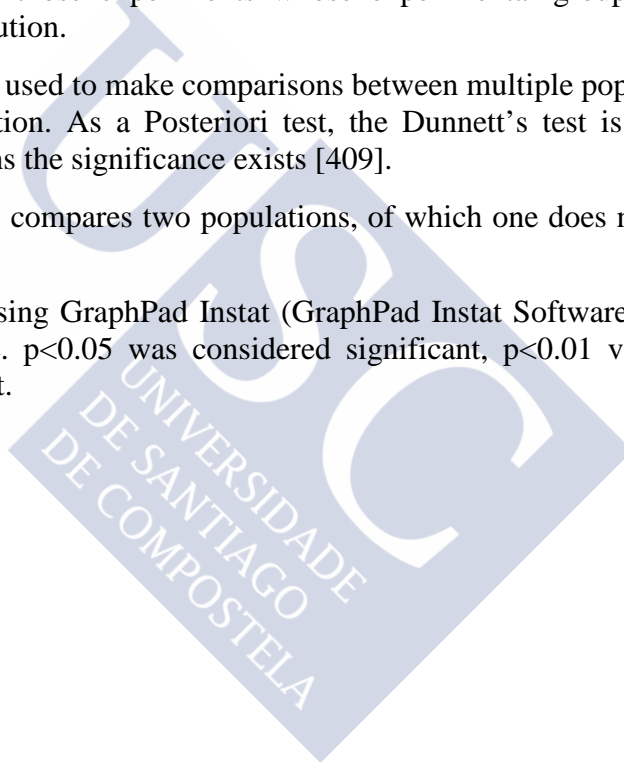 ution.
used to make comparisons between multiple pop
tion. As a Posteriori test, the Dunnett's test is
ns the significance exists [409].
compares two populations, of which one does
sing GraphPad Instat (GraphPad Instat Software
. p<0.05 was considered significant, p<0.01 v
t.
USC
UNIVERSIDADE
DE SANTIAGO
DE COMPOSTELA